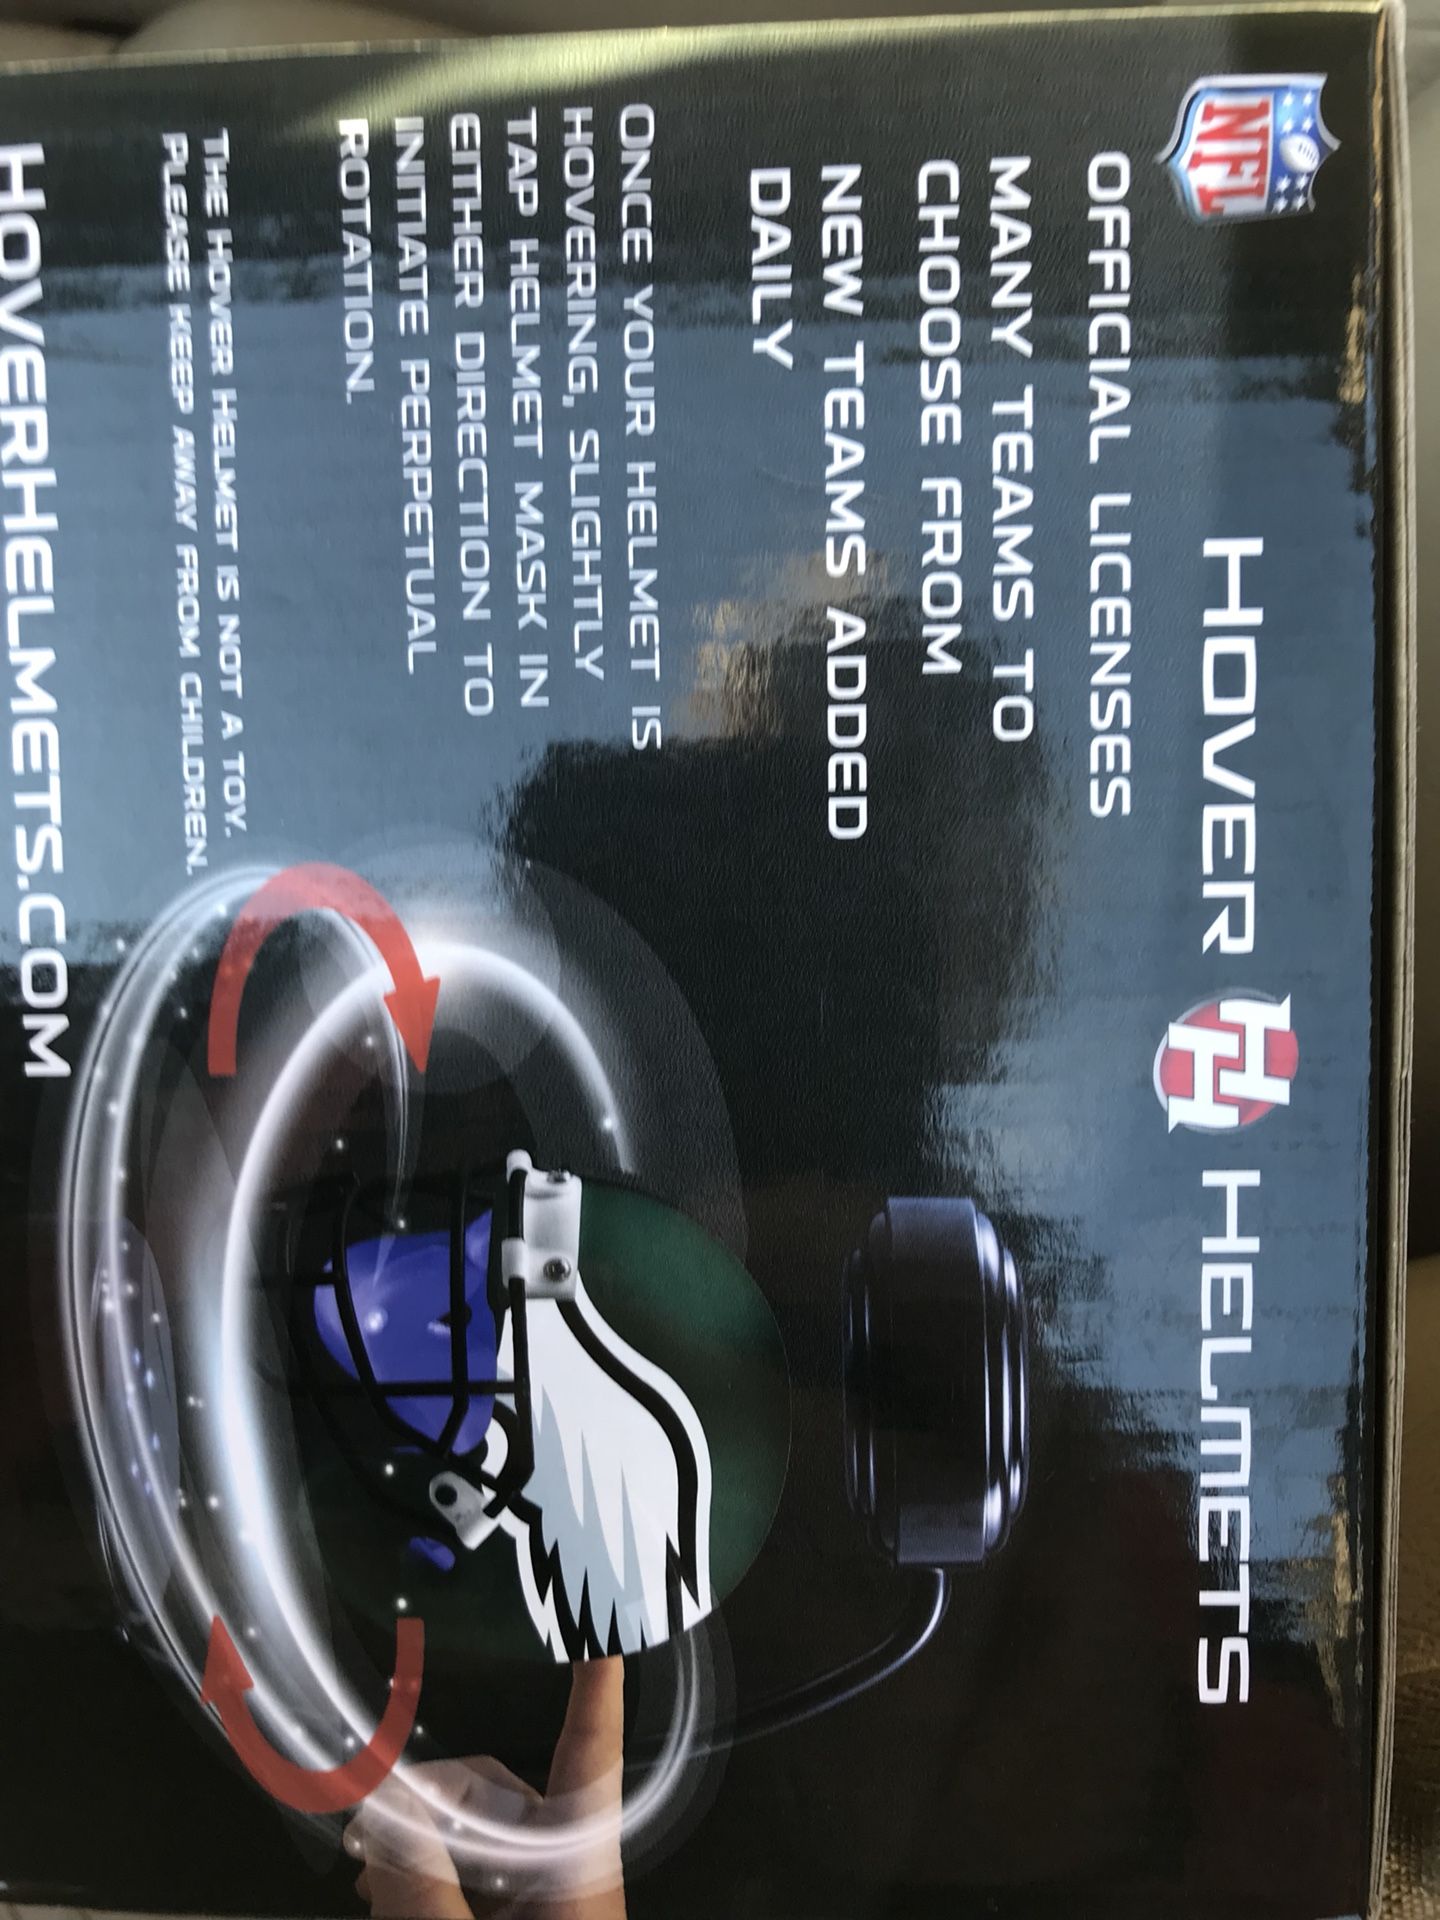 NFL
HOVER HH HELMETS
OFFICIAL LICENSES
MANY TEAMS TO
CHOOSE FROM
NEW TEAMS ADDED
DAILY
ONCE YOUR HELMET IS
HOVERING, SLIGHTLY
TAP HELMET MASK IN
EITHER DIRECTION TO
INITIATE PERPETUAL
ROTATION.
THE HOVER HELMET IS NOT A TOY.
PLEASE KEEP AWAY FROM CHILDREN.
HOVERHELMETS.COM